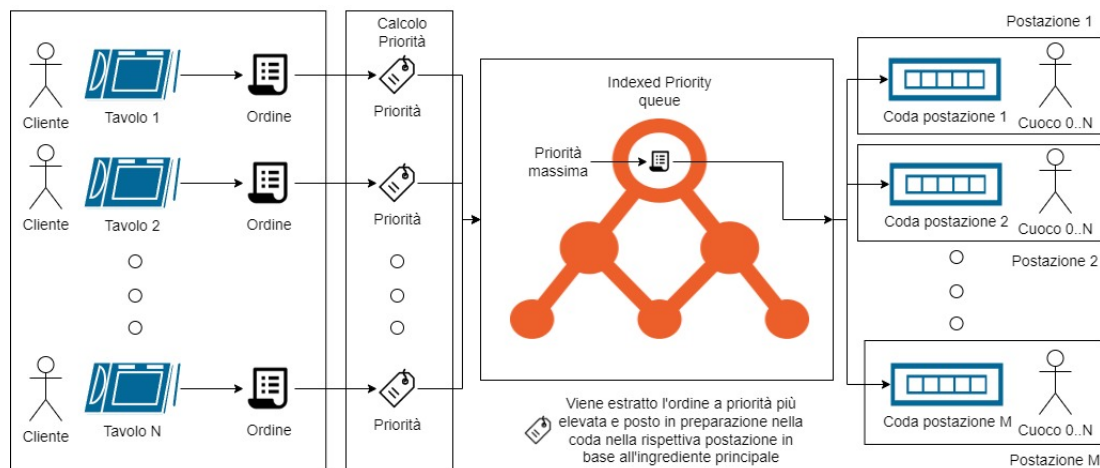 Calcolo
Priorità
Cliente
Tavolo 1
Ordine
Priorità
Cliente
Tavolo 2
Ordine
Priorità
Cliente
Tavolo N
Ordine
Priorità
Indexed Priority
queue
Priorità
massima
Viene estratto l'ordine a priorità più
elevata e posto in preparazione nella
coda nella rispettiva postazione in
base all'ingrediente principale
Postazione 1
Coda postazione 1
Cuoco 0..N
Coda postazione 2
Cuoco 0..N
Postazione 2
Coda postazione M
Cuoco 0..N
Postazione M